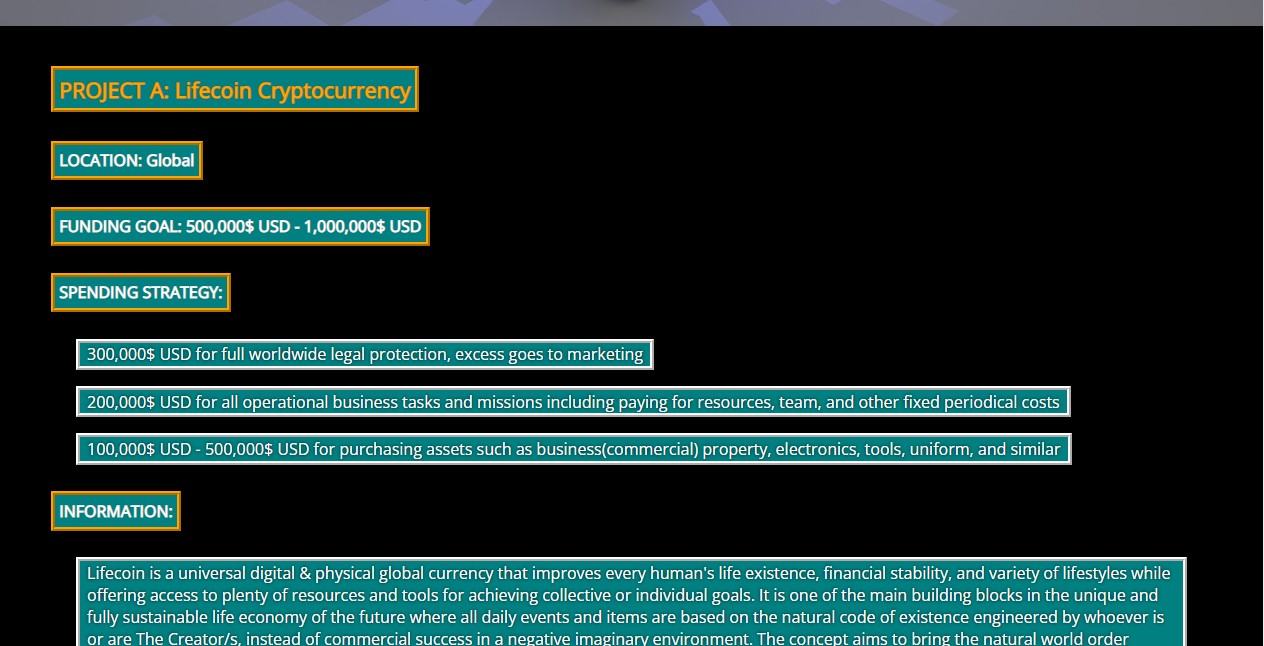 PROJECT A: Lifecoin Cryptocurrency
LOCATION: Global
FUNDING GOAL: 500,000$ USD - 1,000,000$ USD
SPENDING STRATEGY:
300,000$ USD for full worldwide legal protection, excess goes to marketing
200,000$ USD for all operational business tasks and missions including paying for resources, team, and other fixed periodical costs
100,000$ USD - 500,000$ USD for purchasing assets such as business(commercial) property, electronics, tools, uniform, and similar
INFORMATION:
Lifecoin is a universal digital & physical global currency that improves every human's life existence, financial stability, and variety of lifestyles while
offering access to plenty of resources and tools for achieving collective or individual goals. It is one of the main building blocks in the unique and
fully sustainable life economy of the future where all daily events and items are based on the natural code of existence engineered by whoever is
or are The Creator/s, instead of commercial success in a negative imaginary environment. The concept aims to bring the natural world order